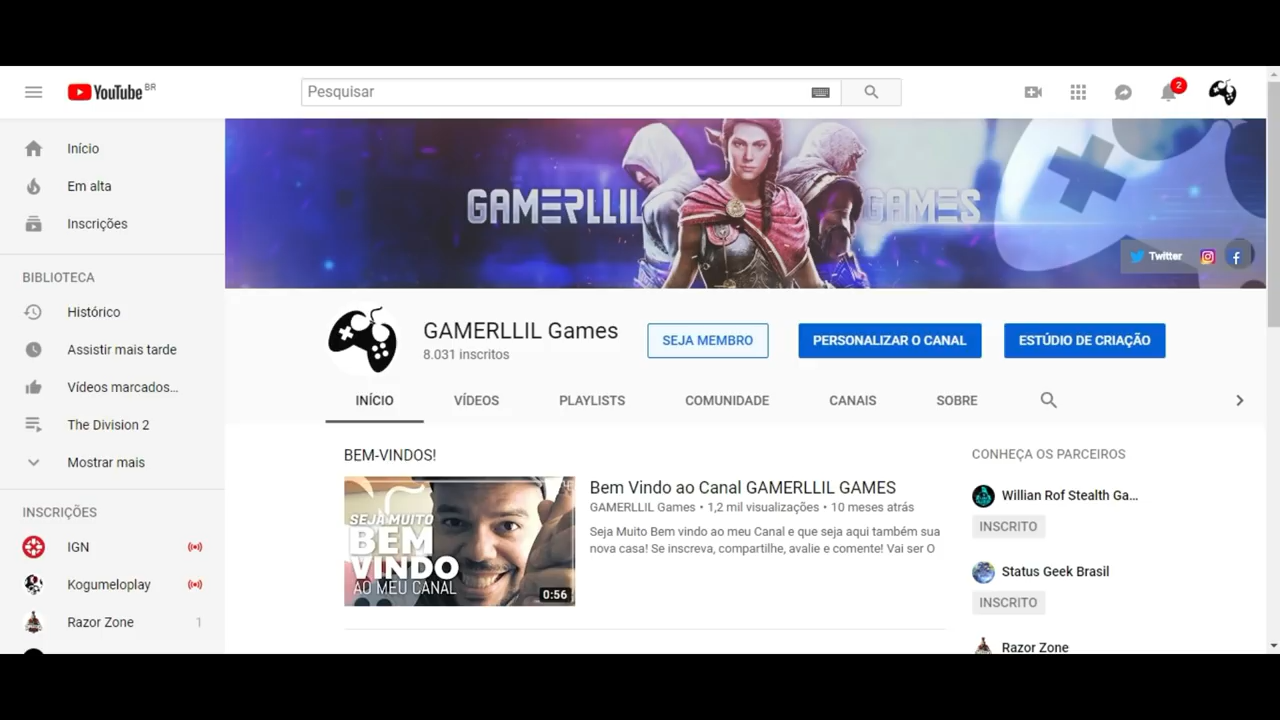 YouTube BR
Pesquisar
2
Início
Em alta
Inscrições
BIBLIOTECA
Histórico
Assistir mais tarde
Vídeos marcados...
The Division 2
Mostrar mais
INSCRIÇÕES
IGN
Kogumeloplay
Razor Zone 1
GAMERLLIL GAMES
Twitter
GAMERLLIL Games
8.031 inscritos
SEJA MEMBRO
PERSONALIZAR O CANAL
ESTÚDIO DE CRIAÇÃO
INÍCIO VÍDEOS PLAYLISTS COMUNIDADE CANAIS SOBRE
BEM-VINDOS!
SEJA MUITO
BEM
VINDO
AO MEU CANAL
0:56
Bem Vindo ao Canal GAMERLLIL GAMES
GAMERLLIL Games • 1,2 mil visualizações • 10 meses atrás
Seja Muito Bem vindo ao meu Canal e que seja aqui também sua
nova casa! Se inscreva, compartilhe, avalie e comente! Vai ser O
CONHEÇA OS PARCEIROS
Willian Rof Stealth Ga...
INSCRITO
Status Geek Brasil
INSCRITO
Razor Zone